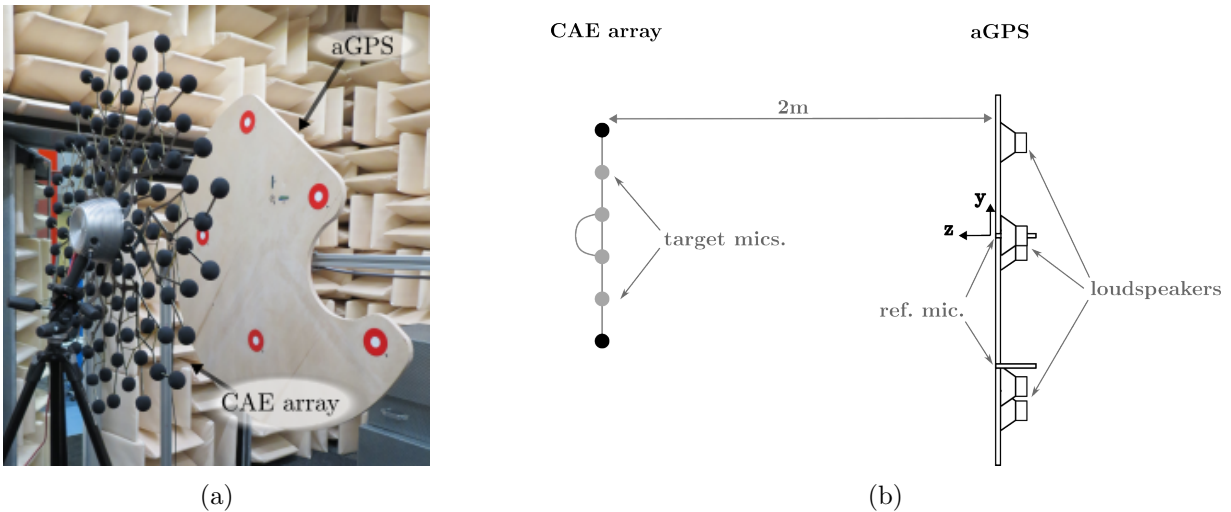 aGPS
CAE array
(a)
CAE array
aGPS
2m
y
z
target mics.
ref. mic.
loudspeakers
(b)